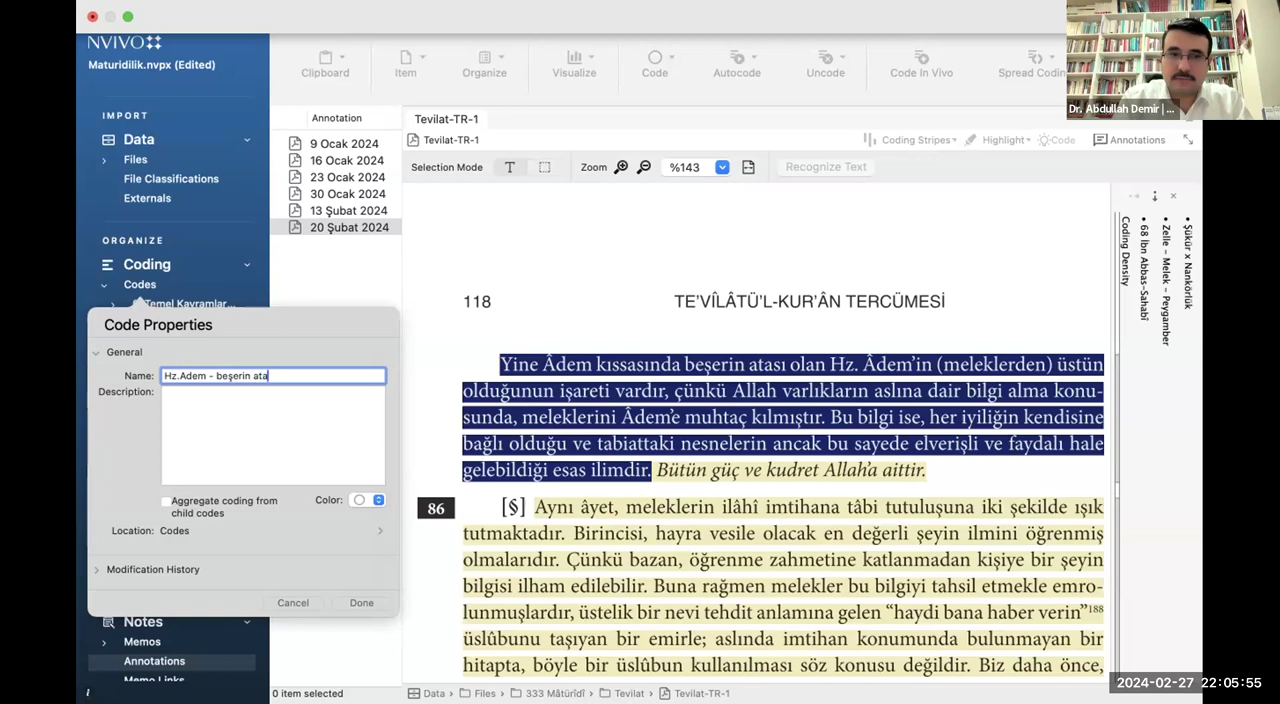 NVIVO
Maturidilik.nvpx (Edited)
IMPORT
Data
Files
File Classifications
Externals
ORGANIZE
Coding
Codes
Temel Kavramlar...
Code Properties
General
Name: Hz.Adem - beşerin ata
Description:
Aggregate coding from
child codes
Color:
Location: Codes
Modification History
Cancel Done
Notes
Memos
Annotations
Memo Links
Clipboard Item Organize Visualize Code Autocode Uncode Code In Vivo Spread Coding
Annotation
9 Ocak 2024
16 Ocak 2024
23 Ocak 2024
30 Ocak 2024
13 Şubat 2024
20 Şubat 2024
0 item selected
Tevilat-TR-1
Tevilat-TR-1
Coding Stripes Highlight Code Annotations
Selection Mode T Zoom %143 Recognize Text
118 TE’VÎLÂTÜ’L-KUR’ÂN TERCÜMESİ
Yine Âdem kıssasında beşerin atası olan Hz. Âdem’in (meleklerden) üstün
olduğunun işareti vardır, çünkü Allah varlıkların aslına dair bilgi alma konu-
sunda, meleklerini Âdem’e muhtaç kılmıştır. Bu bilgi ise, her iyiliğin kendisine
bağlı olduğu ve tabiattaki nesnelerin ancak bu sayede elverişli ve faydalı hale
gelebildiği esas ilimdir. Bütün güç ve kudret Allah’a aittir.
86 [§] Aynı âyet, meleklerin ilâhî imtihana tâbi tutuluşuna iki şekilde ışık
tutmaktadır. Birincisi, hayra vesile olacak en değerli şeyin ilmini öğrenmiş
olmalarıdır. Çünkü bazan, öğrenme zahmetine katlanmadan kişiye bir şeyin
bilgisi ilham edilebilir. Buna rağmen melekler bu bilgiyi tahsil etmekle emro-
lunmuşlardır, üstelik bir nevi tehdit anlamına gelen “haydi bana haber verin”188
üslûbunu taşıyan bir emirle; aslında imtihan konumunda bulunmayan bir
hitapta, böyle bir üslûbun kullanılması söz konusu değildir. Biz daha önce,
Coding Density
• 68 İbn Abbas-Sahabî
• Zelle - Melek - Peygamber
• Şükür x Nankörlük
Data Files 333 Mâtürîdî Tevilat Tevilat-TR-1
Dr. Abdullah Demir | ...
2024-02-27 22:05:55